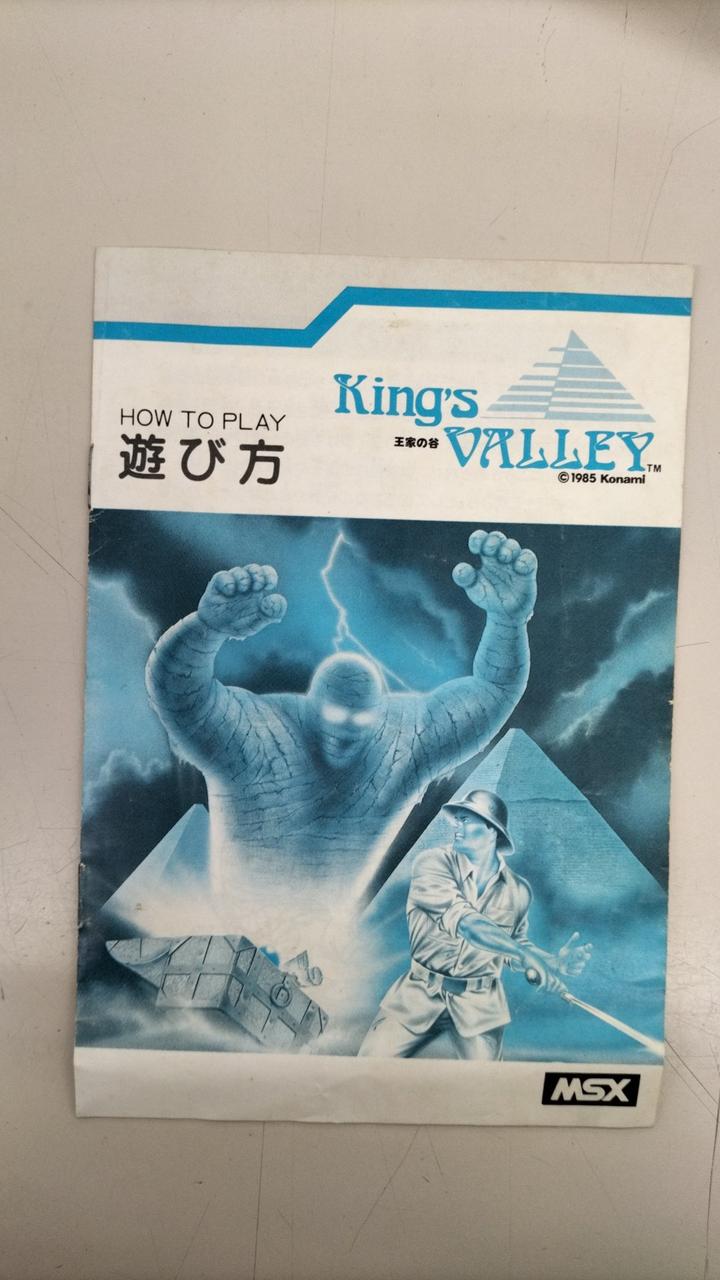 HOW TO PLAY
遊び方
King's
王家の谷 VALLEY TM
©1985 Konami
MSX